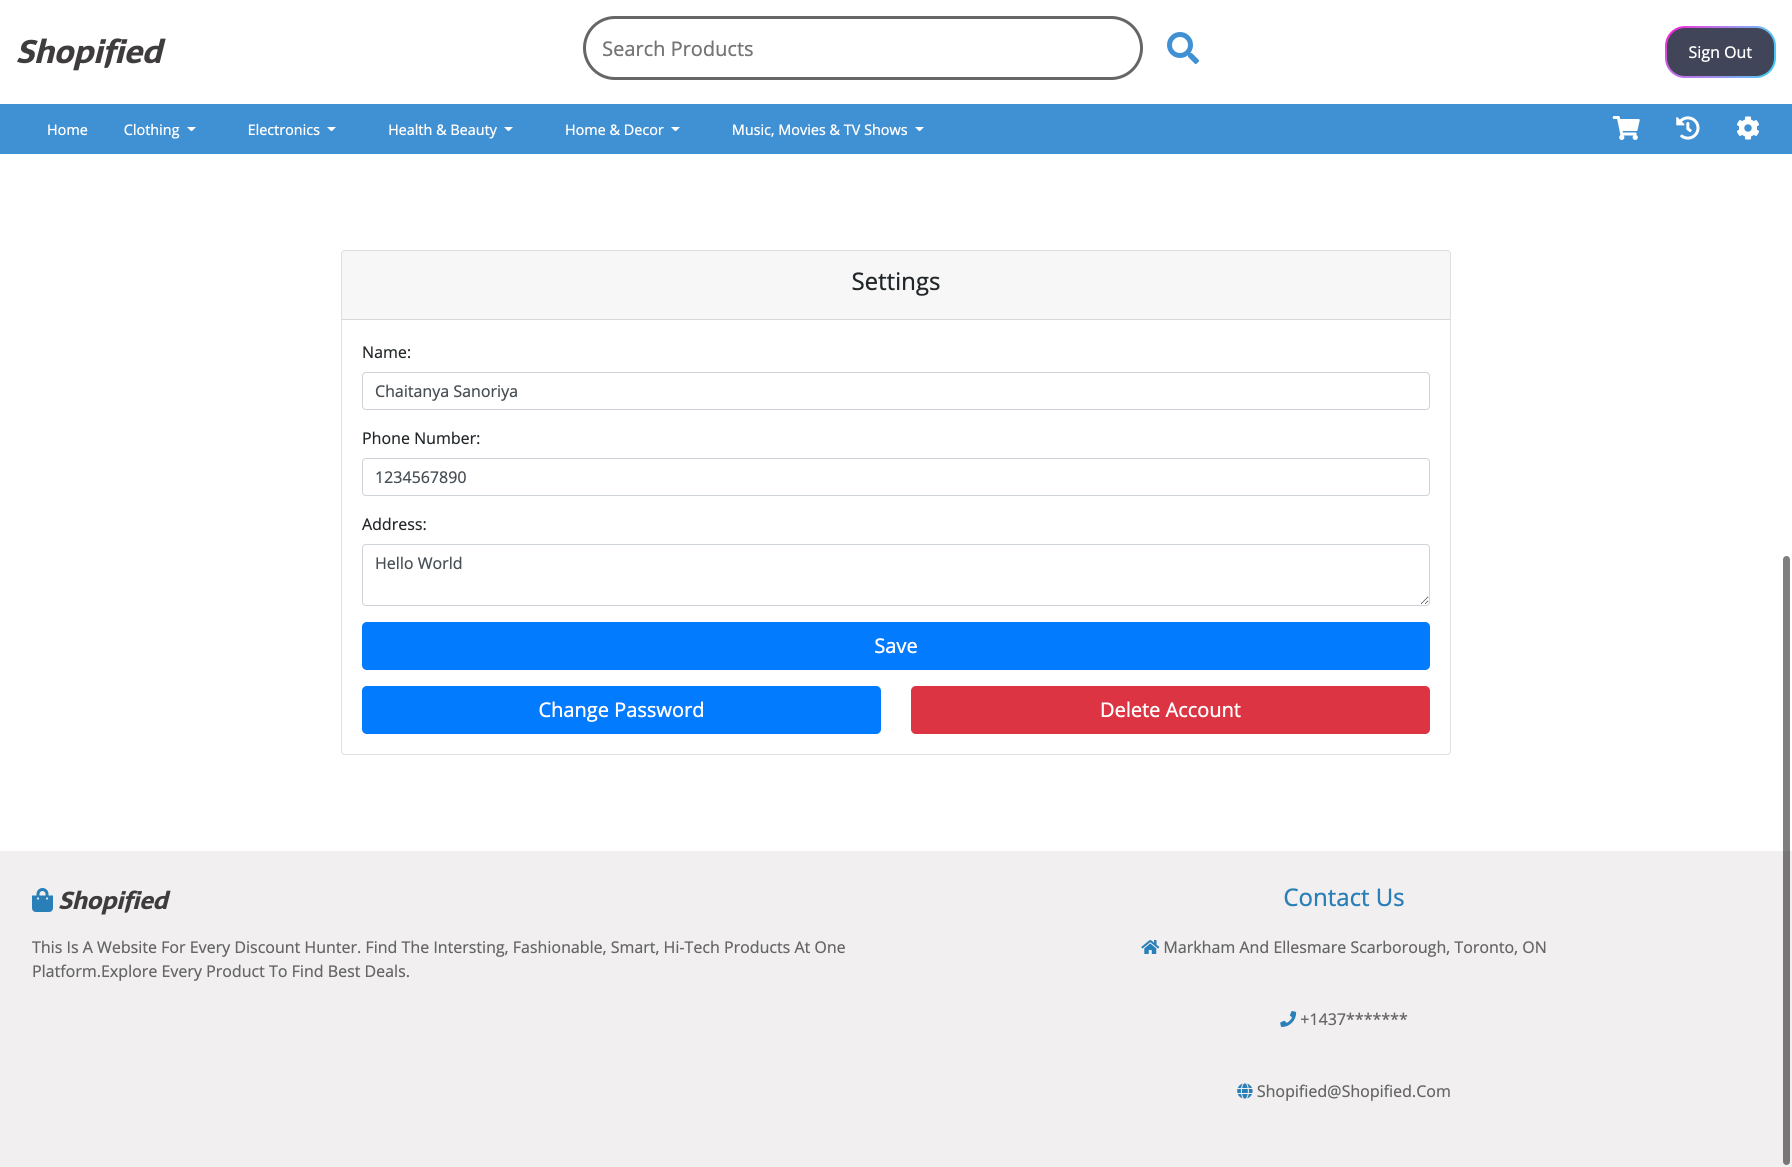 Shopified
Search Products
Sign Out
Home
Clothing
Electronics
Health & Beauty
Home & Decor
Music, Movies & TV Shows
Settings
Name:
Chaitanya Sanoriya
Phone Number:
1234567890
Address:
Hello World
Save
Change Password
Delete Account
Shopified
This Is A Website For Every Discount Hunter. Find The Intersting, Fashionable, Smart, Hi-Tech Products At One
Platform.Explore Every Product To Find Best Deals.
Contact Us
Markham And Ellesmare Scarborough, Toronto, ON
+1437*******
Shopified@Shopified.Com